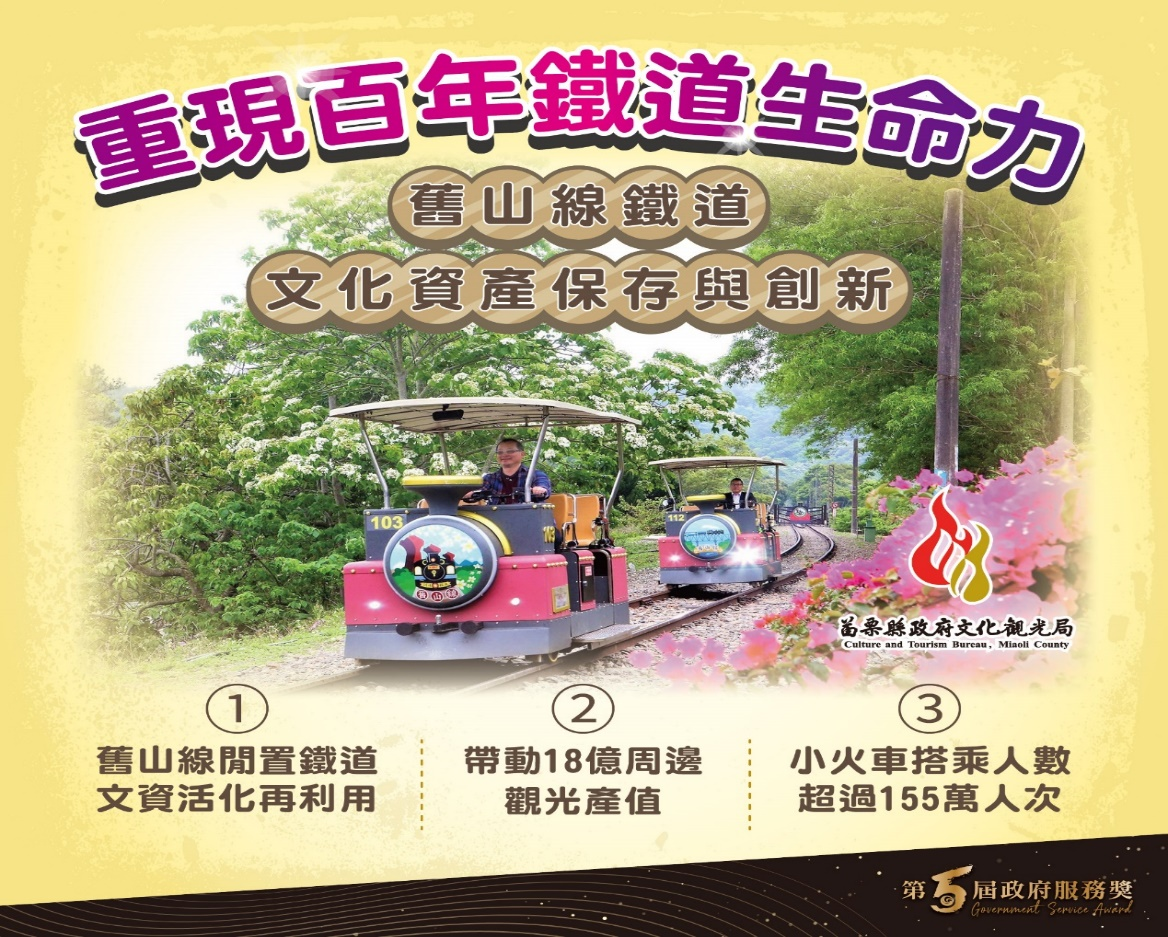 重現百年鐵道生命力
舊山線鐵道
文化資產保存與創新
103
112
舊山線
苗栗縣政府文化觀光局
Culture and Tourism Bureau, Miaoli County
1
舊山線閒置鐵道
文資活化再利用
2
帶動18億周邊
觀光產值
3
小火車搭乘人數
超過155萬人次
第5屆政府服務獎
Government Service Award